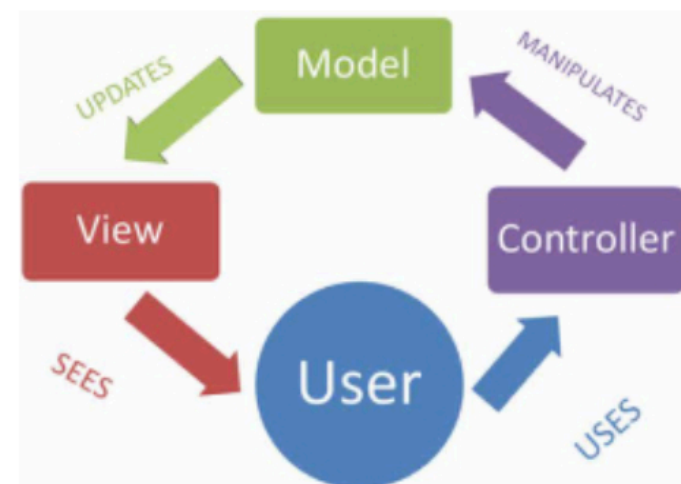 Model
UPDATES
MANIPULATES
View
Controller
SEES
User
USES